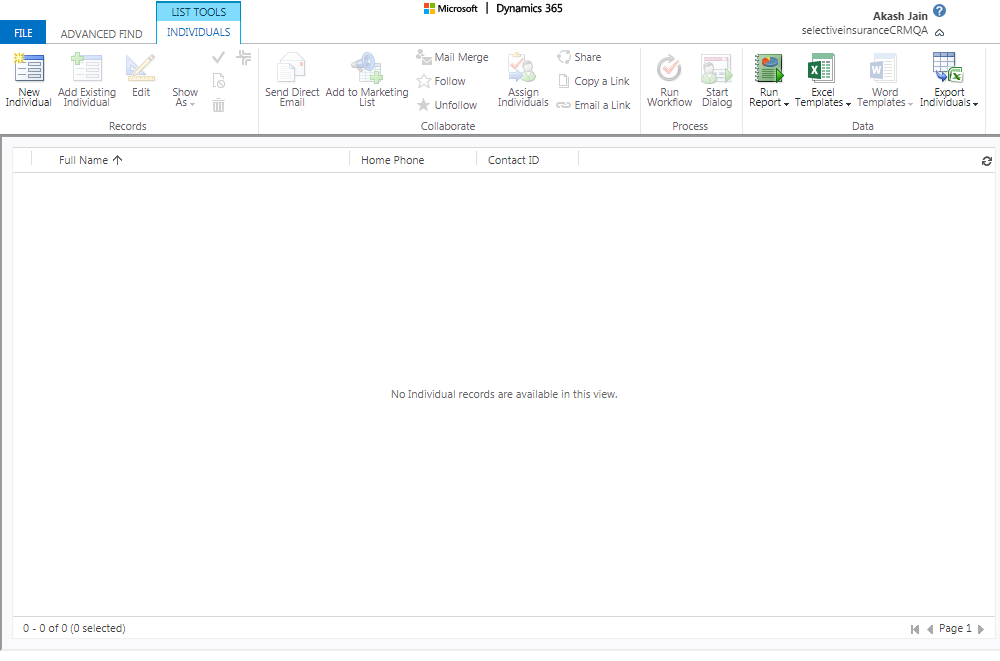 LIST TOOLS
Microsoft | Dynamics 365
Akash Jain
selectiveinsuranceCRMQA
FILE
ADVANCED FIND
INDIVIDUALS
New
Individual
Add Existing
Individual
Edit
Show
As
Records
Send Direct
Email
Add to Marketing
List
Mail Merge
Follow
Unfollow
Assign
Individuals
Share
Copy a Link
Email a Link
Collaborate
Run
Workflow
Start
Dialog
Process
Run
Report
Excel
Templates
Word
Templates
Export
Individuals
Data
Full Name
Home Phone
Contact ID
No Individual records are available in this view.
0 - 0 of 0 (0 selected)
Page 1